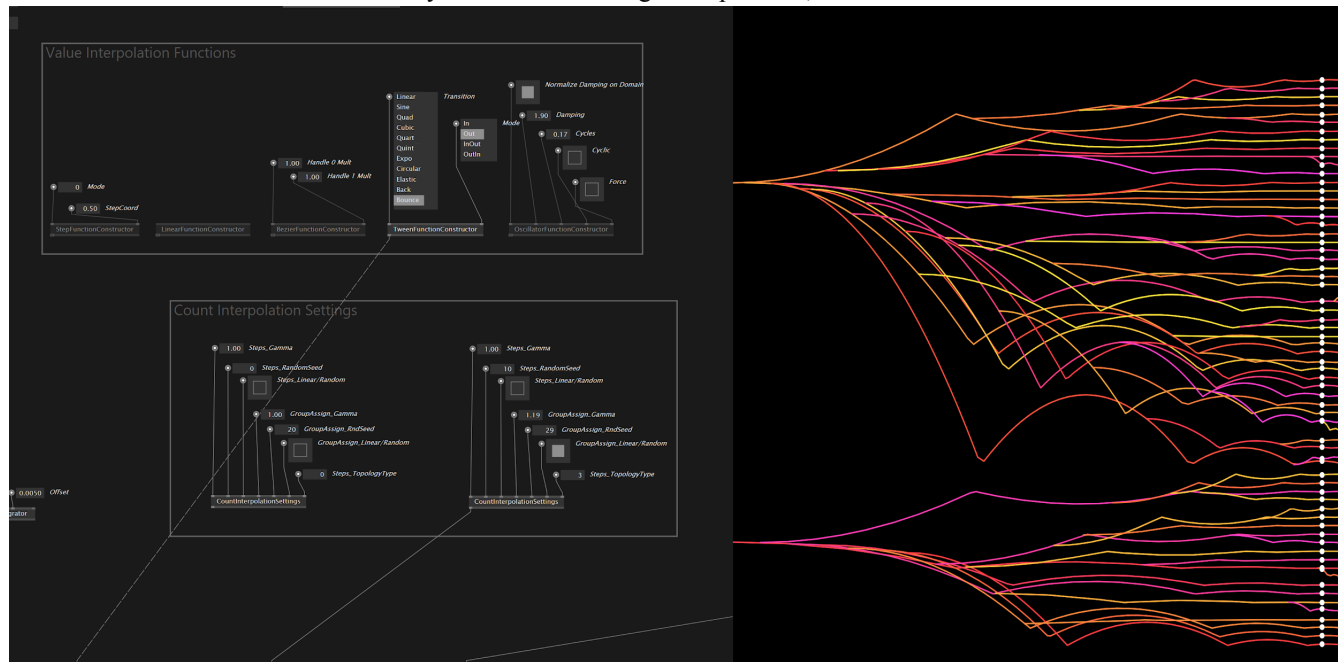 Value Interpolation Functions
Normalize Damping on Domain
Linear Transition
Sine
Quad
Cubic
Quart
Quint
Expo
Circular
Elastic
Back
Bounce
In Mode
Out
InOut
OutIn
1.90 Damping
0.17 Cycles
Cyclic
Force
1.00 Handle 0 Mult
1.00 Handle 1 Mult
0 Mode
0.50 StepCoord
StepFunctionConstructor LinearFunctionConstructor BezierFunctionConstructor TweenFunctionConstructor OscillatorFunctionConstructor
Count Interpolation Settings
1.00 Steps_Gamma
0 Steps_RandomSeed
Steps_Linear/Random
1.00 GroupAssign_Gamma
20 GroupAssign_RndSeed
GroupAssign_Linear/Random
0 Steps_TopologyType
CountInterpolationSettings
1.00 Steps_Gamma
10 Steps_RandomSeed
Steps_Linear/Random
1.19 GroupAssign_Gamma
29 GroupAssign_RndSeed
GroupAssign_Linear/Random
3 Steps_TopologyType
CountInterpolationSettings
0.0050 Offset